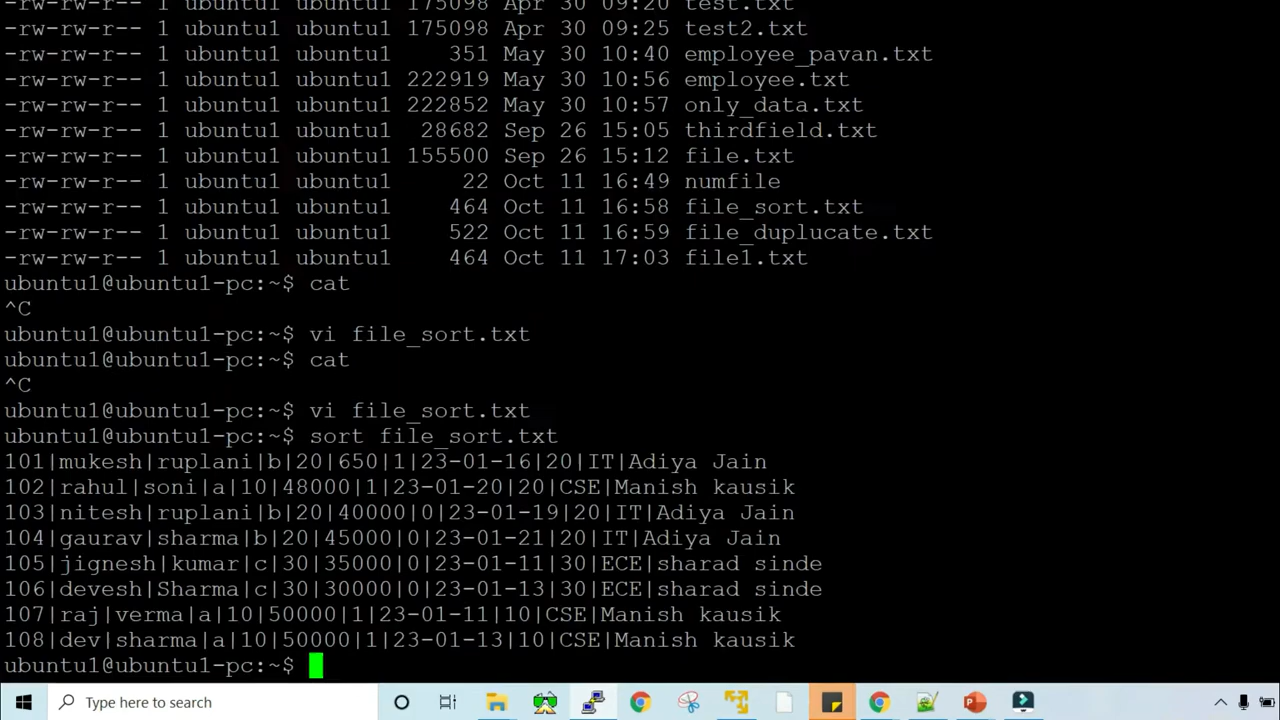 -rw-rw-r-- 1 ubuntu1 ubuntu1 175098 Apr 30 09:20 test.txt
-rw-rw-r-- 1 ubuntu1 ubuntu1 175098 Apr 30 09:25 test2.txt
-rw-rw-r-- 1 ubuntu1 ubuntu1    351 May 30 10:40 employee_pavan.txt
-rw-rw-r-- 1 ubuntu1 ubuntu1 222919 May 30 10:56 employee.txt
-rw-rw-r-- 1 ubuntu1 ubuntu1 222852 May 30 10:57 only_data.txt
-rw-rw-r-- 1 ubuntu1 ubuntu1  28682 Sep 26 15:05 thirdfield.txt
-rw-rw-r-- 1 ubuntu1 ubuntu1 155500 Sep 26 15:12 file.txt
-rw-rw-r-- 1 ubuntu1 ubuntu1     22 Oct 11 16:49 numfile
-rw-rw-r-- 1 ubuntu1 ubuntu1    464 Oct 11 16:58 file_sort.txt
-rw-rw-r-- 1 ubuntu1 ubuntu1    522 Oct 11 16:59 file_duplucate.txt
-rw-rw-r-- 1 ubuntu1 ubuntu1    464 Oct 11 17:03 file1.txt
ubuntu1@ubuntu1-pc:~$ cat
^C
ubuntu1@ubuntu1-pc:~$ vi file_sort.txt
ubuntu1@ubuntu1-pc:~$ cat
^C
ubuntu1@ubuntu1-pc:~$ vi file_sort.txt
ubuntu1@ubuntu1-pc:~$ sort file_sort.txt
101|mukesh|ruplani|b|20|650|1|23-01-16|20|IT|Adiya Jain
102|rahul|soni|a|10|48000|1|23-01-20|20|CSE|Manish kausik
103|nitesh|ruplani|b|20|40000|0|23-01-19|20|IT|Adiya Jain
104|gaurav|sharma|b|20|45000|0|23-01-21|20|IT|Adiya Jain
105|jignesh|kumar|c|30|35000|0|23-01-11|30|ECE|sharad sinde
106|devesh|Sharma|c|30|30000|0|23-01-13|30|ECE|sharad sinde
107|raj|verma|a|10|50000|1|23-01-11|10|CSE|Manish kausik
108|dev|sharma|a|10|50000|1|23-01-13|10|CSE|Manish kausik
ubuntu1@ubuntu1-pc:~$
Type here to search